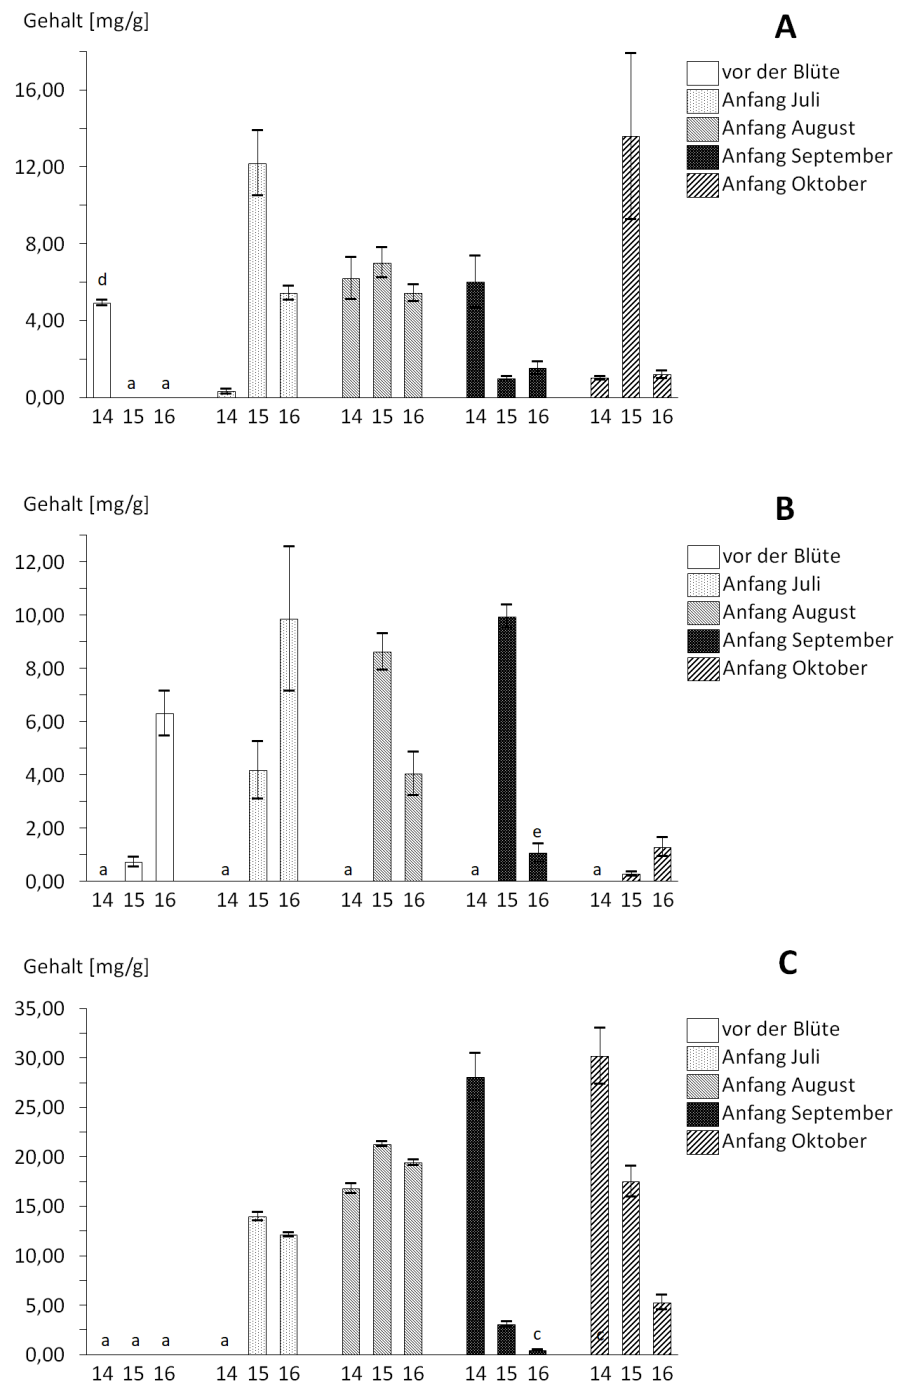 Gehalt [mg/g]
A
16,00
12,00
8,00
4,00
0,00
d
a a
14 15 16 14 15 16 14 15 16 14 15 16 14 15 16
vor der Blüte
Anfang Juli
Anfang August
Anfang September
Anfang Oktober
Gehalt [mg/g]
B
12,00
10,00
8,00
6,00
4,00
2,00
0,00
e
a a a a a
14 15 16 14 15 16 14 15 16 14 15 16 14 15 16
vor der Blüte
Anfang Juli
Anfang August
Anfang September
Anfang Oktober
Gehalt [mg/g]
C
35,00
30,00
25,00
20,00
15,00
10,00
5,00
0,00
a a a a c c
14 15 16 14 15 16 14 15 16 14 15 16 14 15 16
vor der Blüte
Anfang Juli
Anfang August
Anfang September
Anfang Oktober